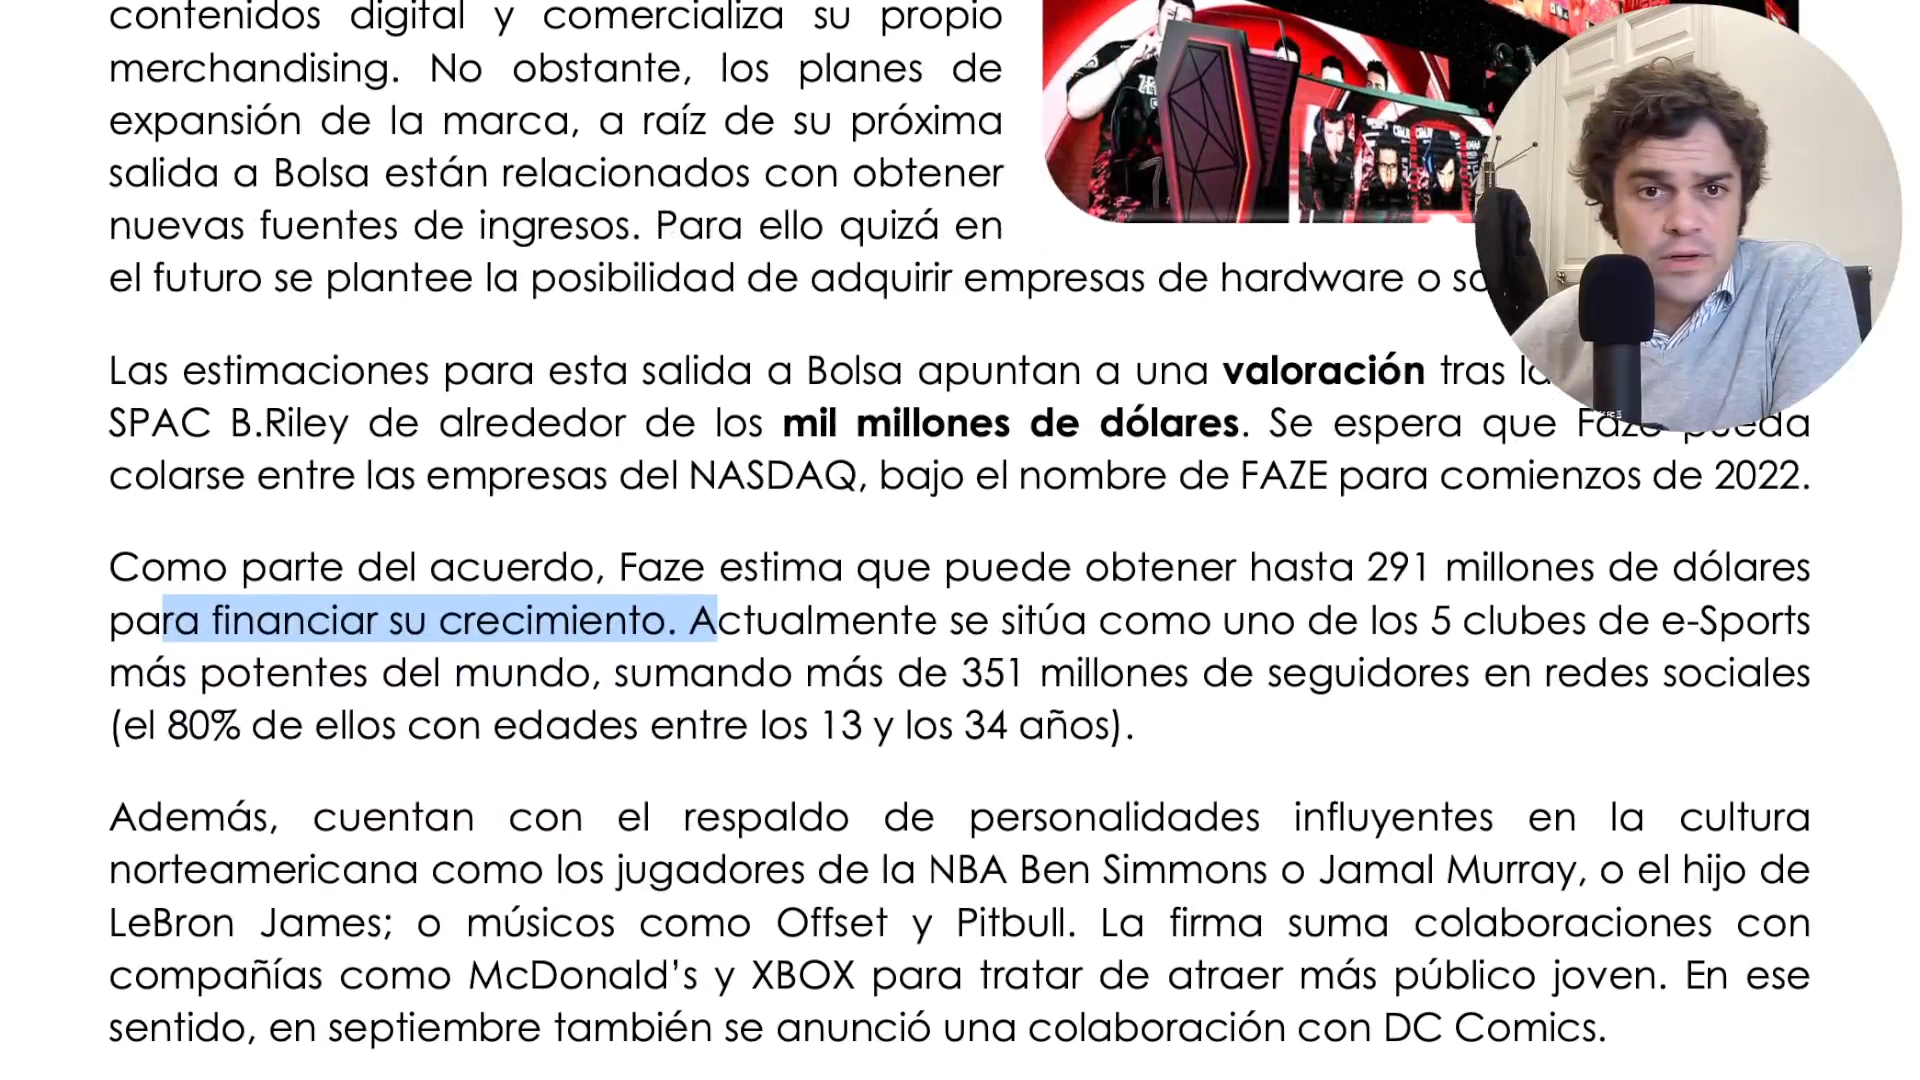 contenidos digital y comercializa su propio
merchandising. No obstante, los planes de
expansión de la marca, a raíz de su próxima
salida a Bolsa están relacionados con obtener
nuevas fuentes de ingresos. Para ello quizá en
el futuro se plantee la posibilidad de adquirir empresas de hardware o
Las estimaciones para esta salida a Bolsa apuntan a una valoración tras
SPAC B.Riley de alrededor de los mil millones de dólares. Se espera que Faze pueda
colarse entre las empresas del NASDAQ, bajo el nombre de FAZE para comienzos de 2022.
Como parte del acuerdo, Faze estima que puede obtener hasta 291 millones de dólares
para financiar su crecimiento. Actualmente se sitúa como uno de los 5 clubes de e-Sports
más potentes del mundo, sumando más de 351 millones de seguidores en redes sociales
(el 80% de ellos con edades entre los 13 y los 34 años).
Además, cuentan con el respaldo de personalidades influyentes en la cultura
norteamericana como los jugadores de la NBA Ben Simmons o Jamal Murray, o el hijo de
LeBron James; o músicos como Offset y Pitbull. La firma suma colaboraciones con
compañías como McDonald’s y XBOX para tratar de atraer más público joven. En ese
sentido, en septiembre también se anunció una colaboración con DC Comics.